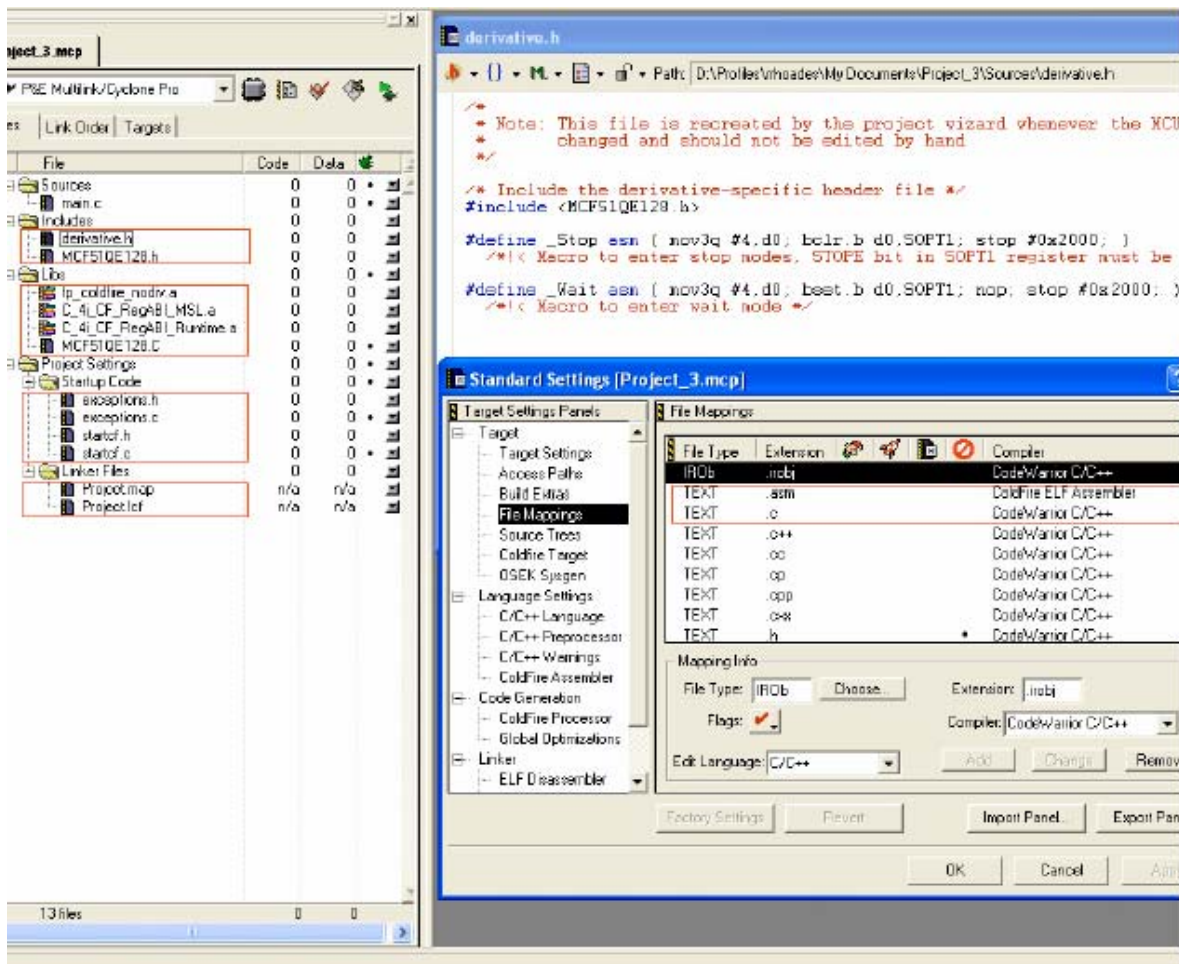 oject_3.mcp
P&E Multilink/Cyclone Pro
es Link Order Targets
File Code Data
Sources 0 0
main.c 0 0
Includes 0 0
derivative.h 0 0
MCF51QE128.h 0 0
Libs 0 0
fp_coldfire_nodiv.a 0 0
C_4i_CF_RegABI_MSL.a 0 0
C_4i_CF_RegABI_Runtime.a 0 0
MCF51QE128.C 0 0
Project Settings 0 0
Startup Code 0 0
exceptions.h 0 0
exceptions.c 0 0
startcf.h 0 0
startcf.c 0 0
Linker Files 0 0
Project.map n/a n/a
Project.lcf n/a n/a
13 files 0 0
derivative.h
{} M. Path: D:\Profiles\rrhoades\My Documents\Project_3\Sources\derivative.h
/*
* Note: This file is recreated by the project wizard whenever the MCU
* changed and should not be edited by hand
*/
/* Include the derivative-specific header file */
#include <MCF51QE128.h>
#define _Stop asm ( mov3q #4,d0; bclr.b d0,SOPT1; stop #0x2000; )
/*!< Macro to enter stop modes, STOPE bit in SOPT1 register must be
#define _Wait asm ( mov3q #4,d0; bset.b d0,SOPT1; nop; stop #0x2000; )
/*!< Macro to enter wait mode */
Standard Settings [Project_3.mcp]
Target Settings Panels
Target
Target Settings
Access Paths
Build Extras
File Mappings
Source Trees
Coldfire Target
OSEK Sysgen
Language Settings
C/C++ Language
C/C++ Preprocessor
C/C++ Warnings
ColdFire Assembler
Code Generation
ColdFire Processor
Global Optimizations
Linker
ELF Disassembler
File Mappings
File Type Extension Compiler
IROb .irobj CodeWarrior C/C++
TEXT .asm ColdFire ELF Assembler
TEXT .c CodeWarrior C/C++
TEXT .c++ CodeWarrior C/C++
TEXT .cc CodeWarrior C/C++
TEXT .cp CodeWarrior C/C++
TEXT .cpp CodeWarrior C/C++
TEXT .cxx CodeWarrior C/C++
TEXT .h CodeWarrior C/C++
Mapping Info
File Type: IROb Choose... Extension: .irobj
Flags: Compiler: CodeWarrior C/C++
Edit Language: C/C++ Add Change Remov
Factory Settings Revert Import Panel... Export Pan
OK Cancel App